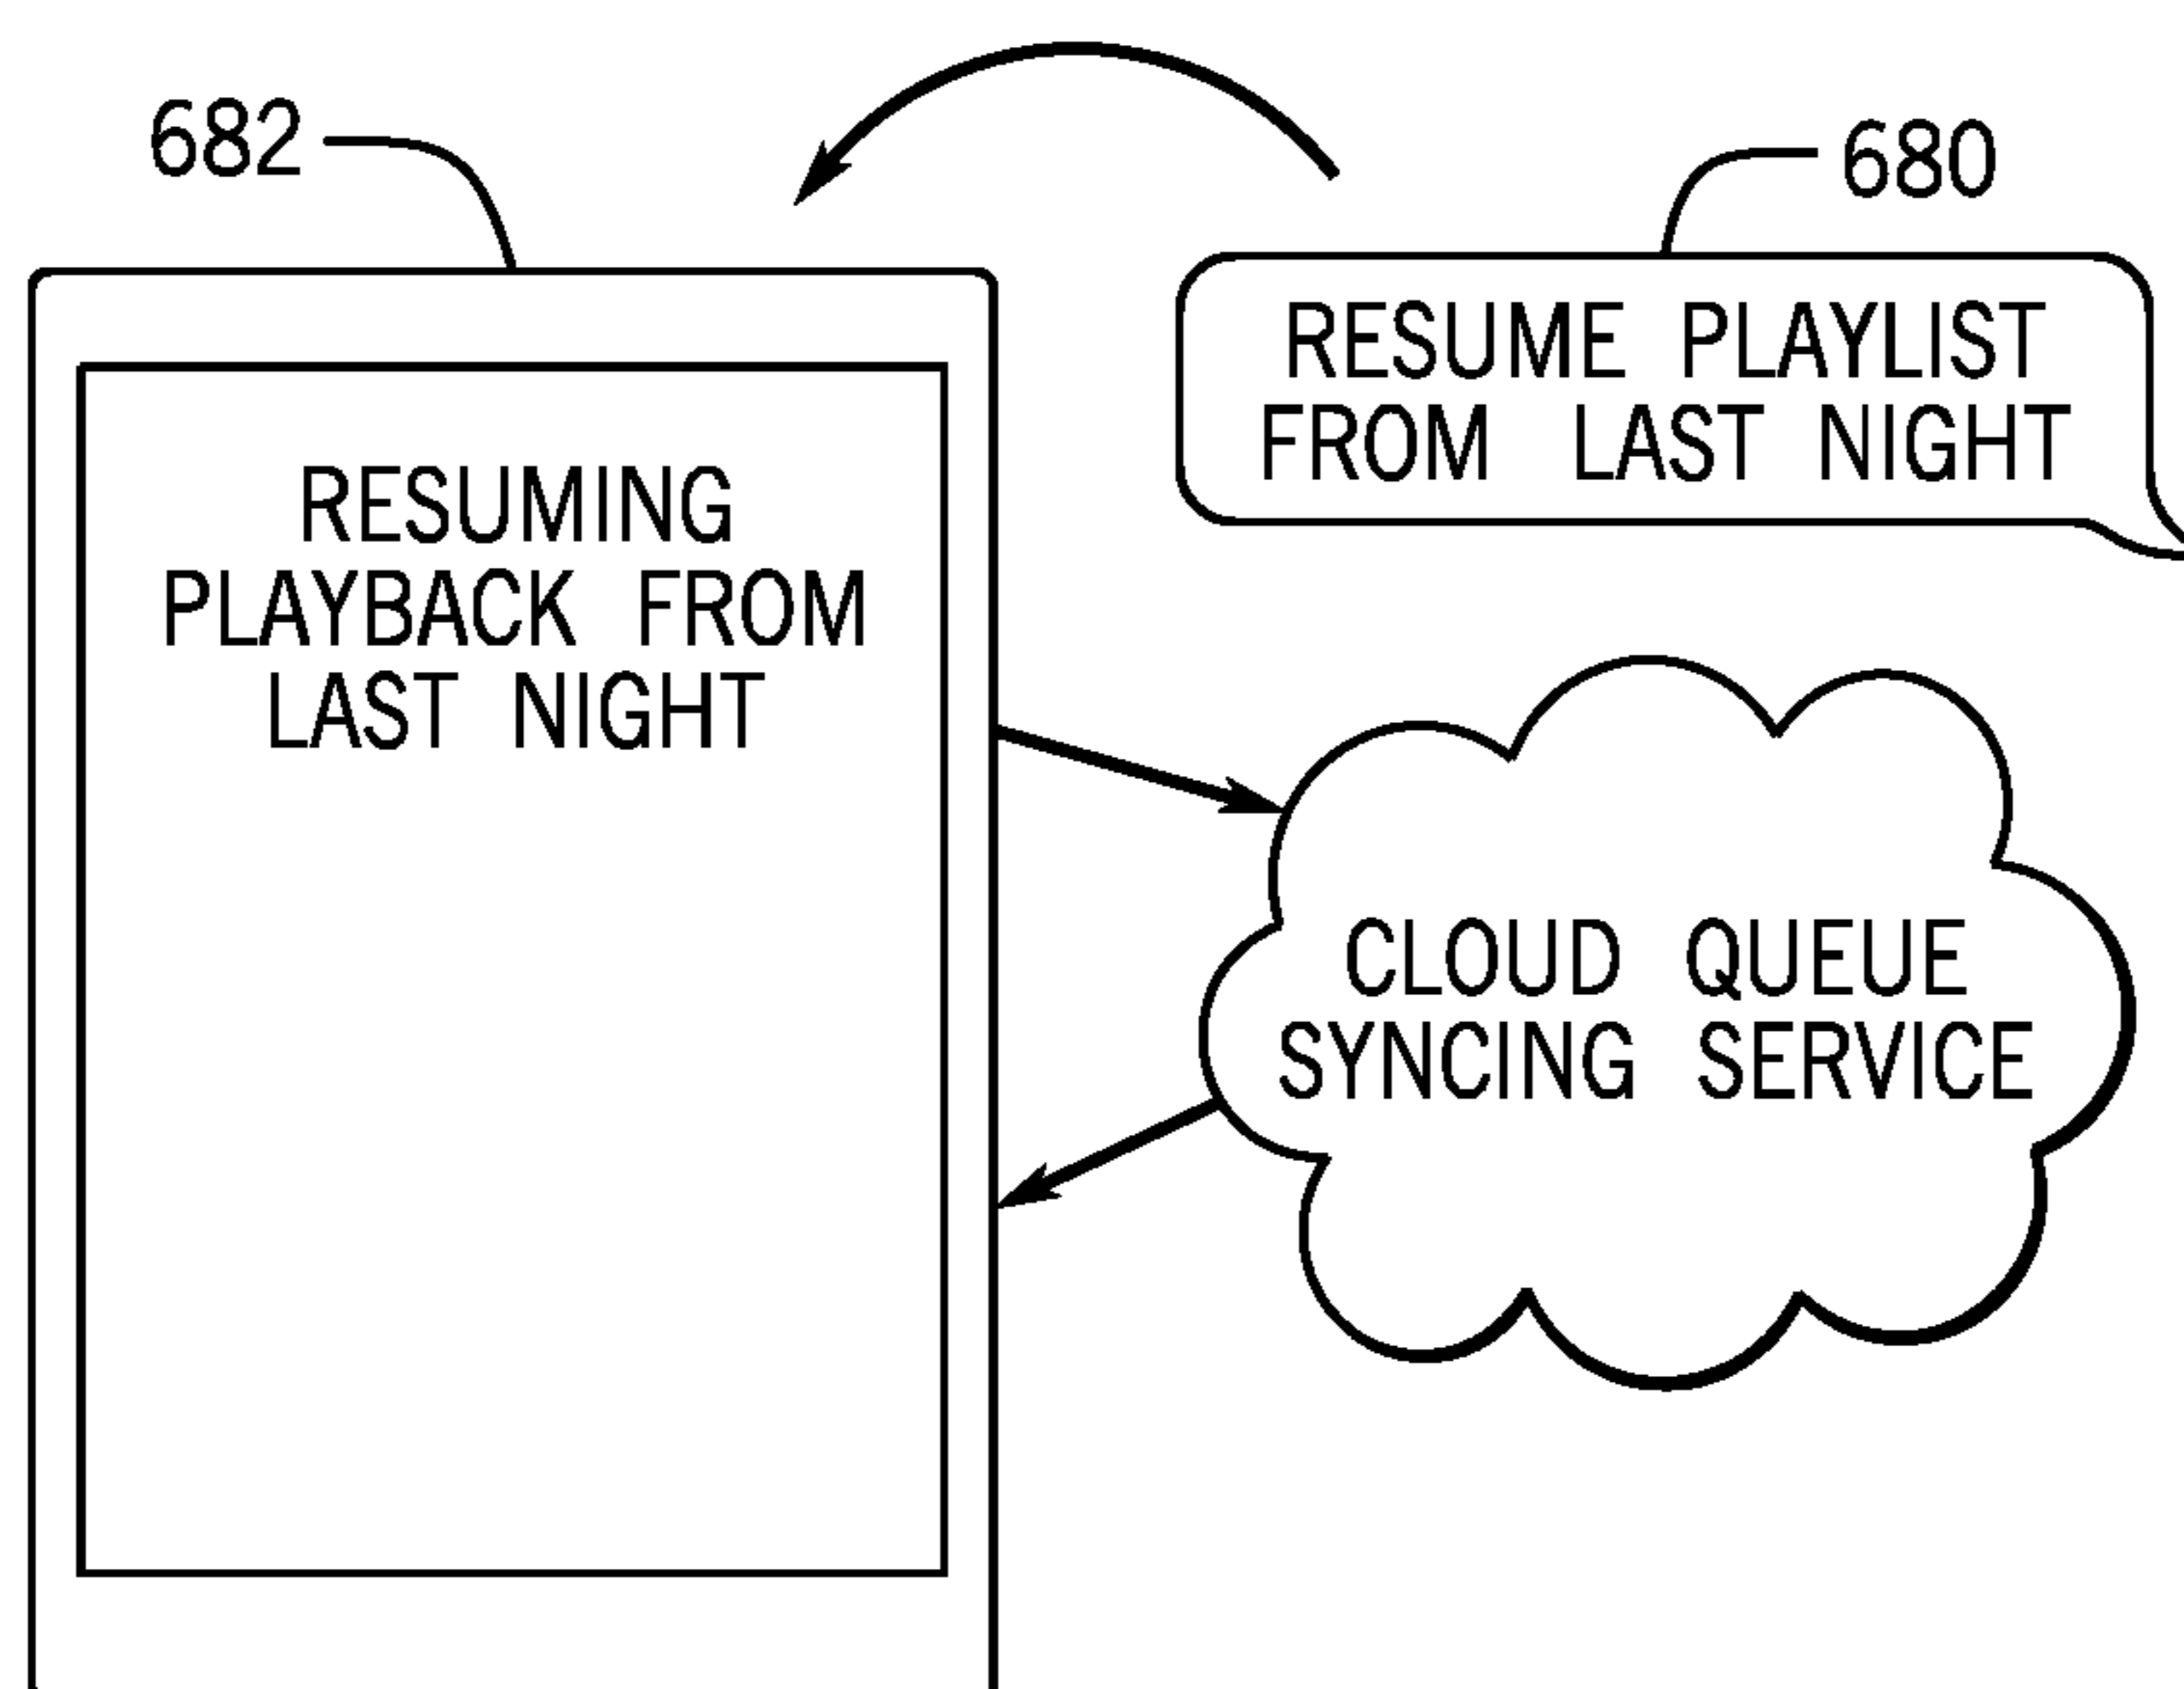 682
680
RESUME PLAYLIST
FROM LAST NIGHT
RESUMING
PLAYBACK FROM
LAST NIGHT
CLOUD QUEUE
SYNCING SERVICE